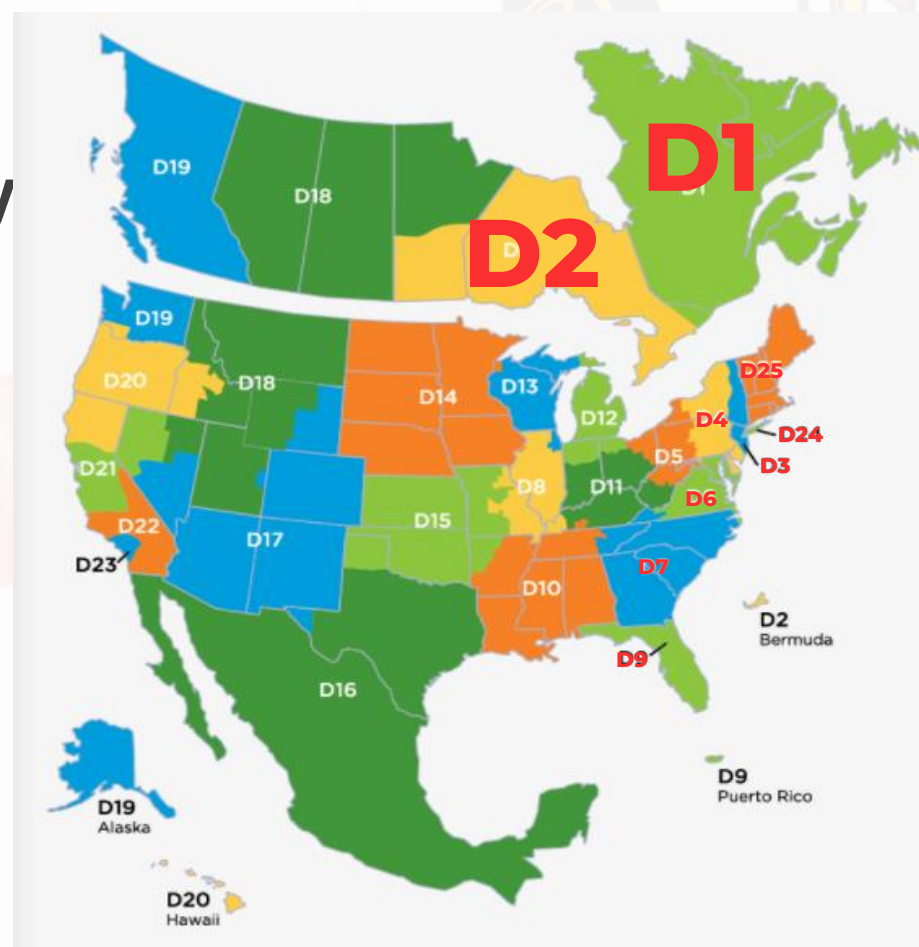 D1
D19
D18
D2
D19
D20
D18
D14
D13
D12
D25
D4
D24
D3
D5
D21
D8
D11
D6
D15
D22
D17
D23
D7
D10
D2
Bermuda
D9
D16
D9
Puerto Rico
D19
Alaska
D20
Hawaii